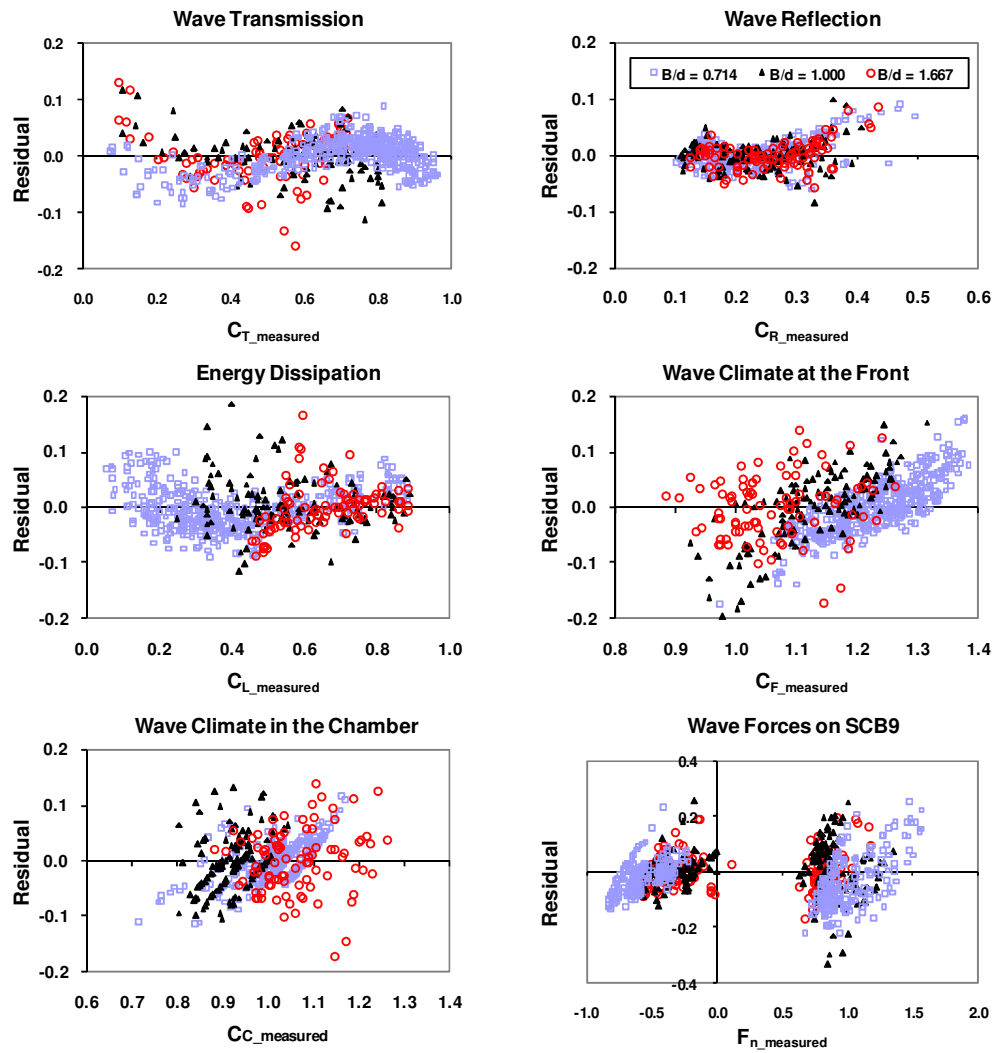 Wave Transmission
0.2
0.1
0.0
-0.1
-0.2
Residual
0.0 0.2 0.4 0.6 0.8 1.0
CT_measured
Wave Reflection
B/d = 0.714 B/d = 1.000 B/d = 1.667
0.2
0.1
0.0
-0.1
-0.2
Residual
0.0 0.1 0.2 0.3 0.4 0.5 0.6
CR_measured
Energy Dissipation
0.2
0.1
0.0
-0.1
-0.2
Residual
0.0 0.2 0.4 0.6 0.8 1.0
CL_measured
Wave Climate at the Front
0.2
0.1
0.0
-0.1
-0.2
Residual
0.8 0.9 1.0 1.1 1.2 1.3 1.4
CF_measured
Wave Climate in the Chamber
0.2
0.1
0.0
-0.1
-0.2
Residual
0.6 0.7 0.8 0.9 1.0 1.1 1.2 1.3 1.4
CC_measured
Wave Forces on SCB9
0.4
0.2
0.0
-0.2
-0.4
Residual
-1.0 -0.5 0.0 0.5 1.0 1.5 2.0
Fn_measured